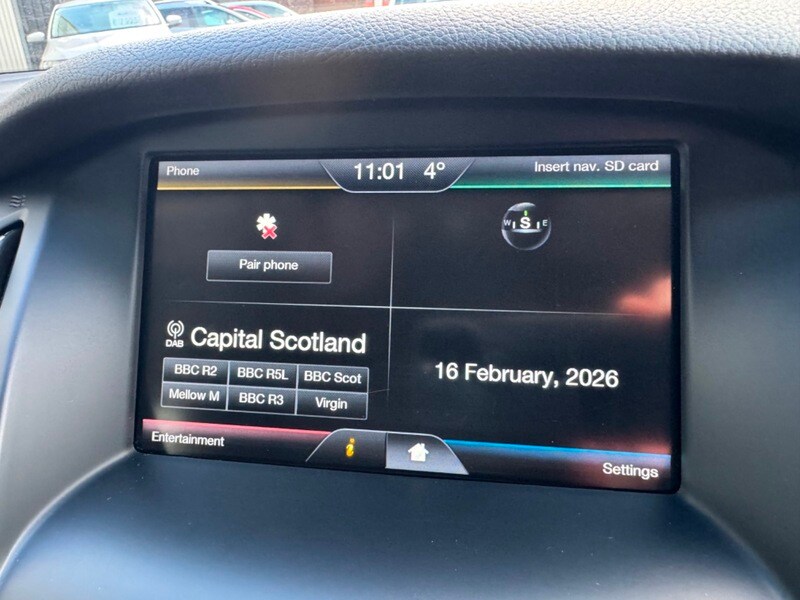 Phone
11:01 4°
Insert nav. SD card
W S E
Pair phone
DAB
Capital Scotland
BBC R2 BBC R5L BBC Scot
Mellow M BBC R3 Virgin
16 February, 2026
Entertainment
i
Settings